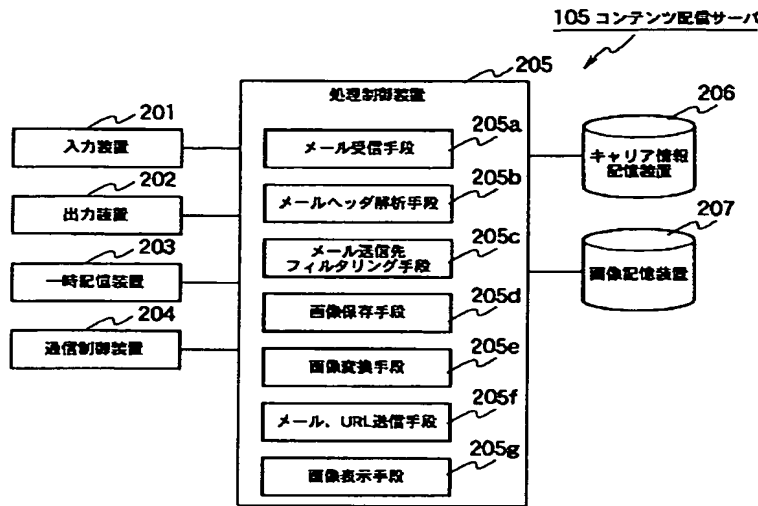 105 コンテンツ配信サーバ
205
処理制御装置
201
入力装置
202
出力装置
203
一時記憶装置
204
通信制御装置
205a
メール受信手段
205b
メールヘッダ解析手段
205c
メール送信先
フィルタリング手段
205d
画像保存手段
205e
画像変換手段
205f
メール、URL送信手段
205g
画像表示手段
206
キャリア情報
記憶装置
207
画像記憶装置